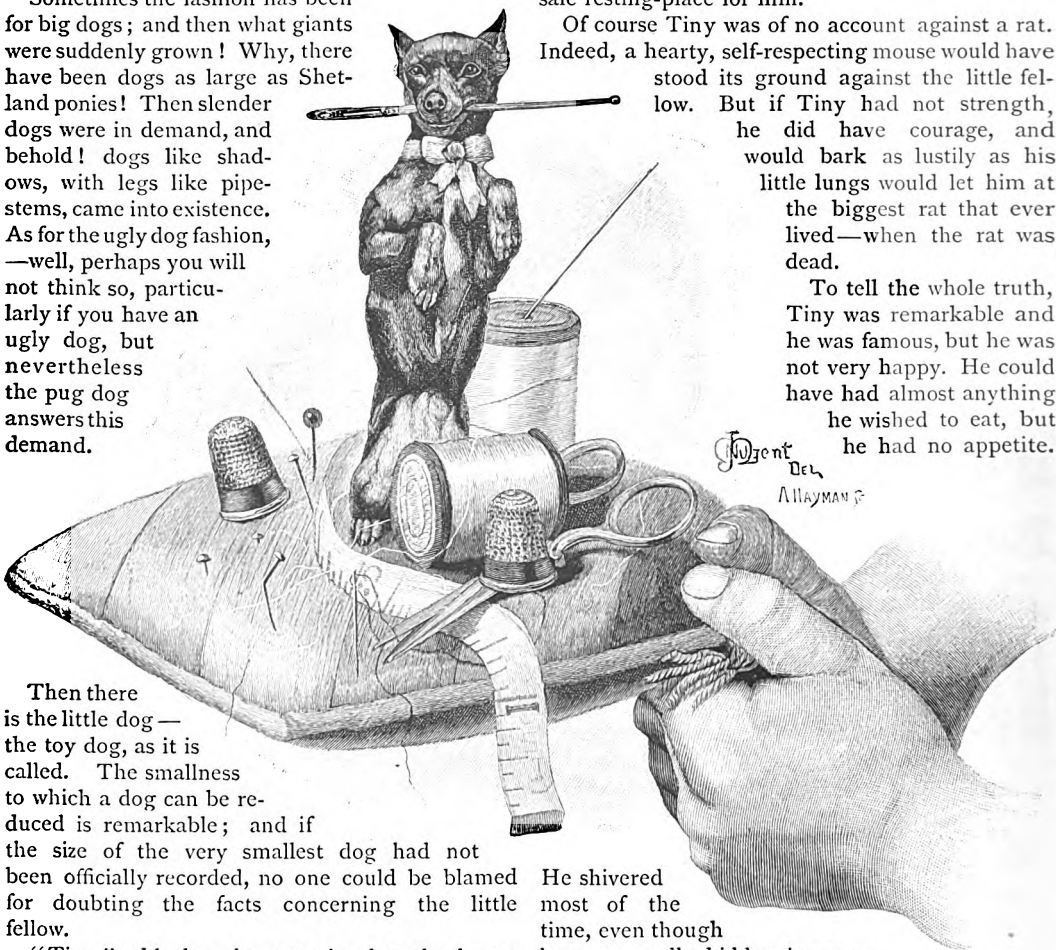 Sometimes the fashion has been
for big dogs; and then what giants
were suddenly grown! Why, there
have been dogs as large as Shet-
land ponies! Then slender
dogs were in demand, and
behold! dogs like shad-
ows, with legs like pipe-
stems, came into existence.
As for the ugly dog fashion,
—well, perhaps you will
not think so, particu-
larly if you have an
ugly dog, but
nevertheless
the pug dog
answers this
demand.
Then there
is the little dog—
the toy dog, as it is
called. The smallness
to which a dog can be re-
duced is remarkable; and if
the size of the very smallest dog had not
been officially recorded, no one could be blamed
for doubting the facts concerning the little
fellow.
safe resting-place for him.
Of course Tiny was of no account against a rat.
Indeed, a hearty, self-respecting mouse would have
stood its ground against the little fel-
low. But if Tiny had not strength,
he did have courage, and
would bark as lustily as his
little lungs would let him at
the biggest rat that ever
lived—when the rat was
dead.
To tell the whole truth,
Tiny was remarkable and
he was famous, but he was
not very happy. He could
have had almost anything
he wished to eat, but
he had no appetite.
Nugent
DEL
A HAYMAN
He shivered
most of the
time, even though